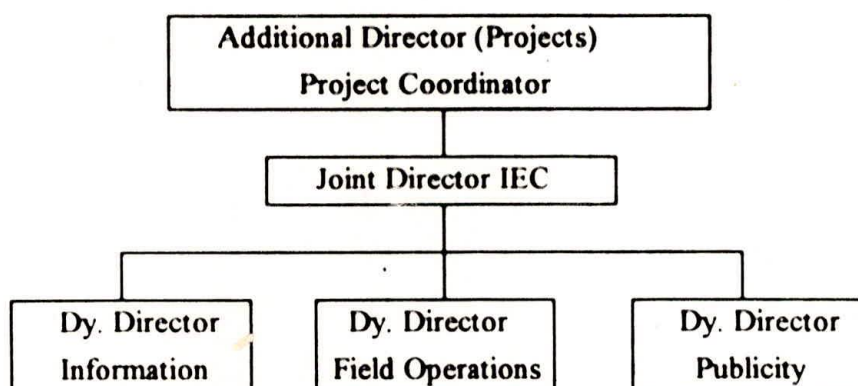 Additional Director (Projects)
Project Coordinator
Joint Director IEC
Dy. Director
Information
Dy. Director
Field Operations
Dy. Director
Publicity